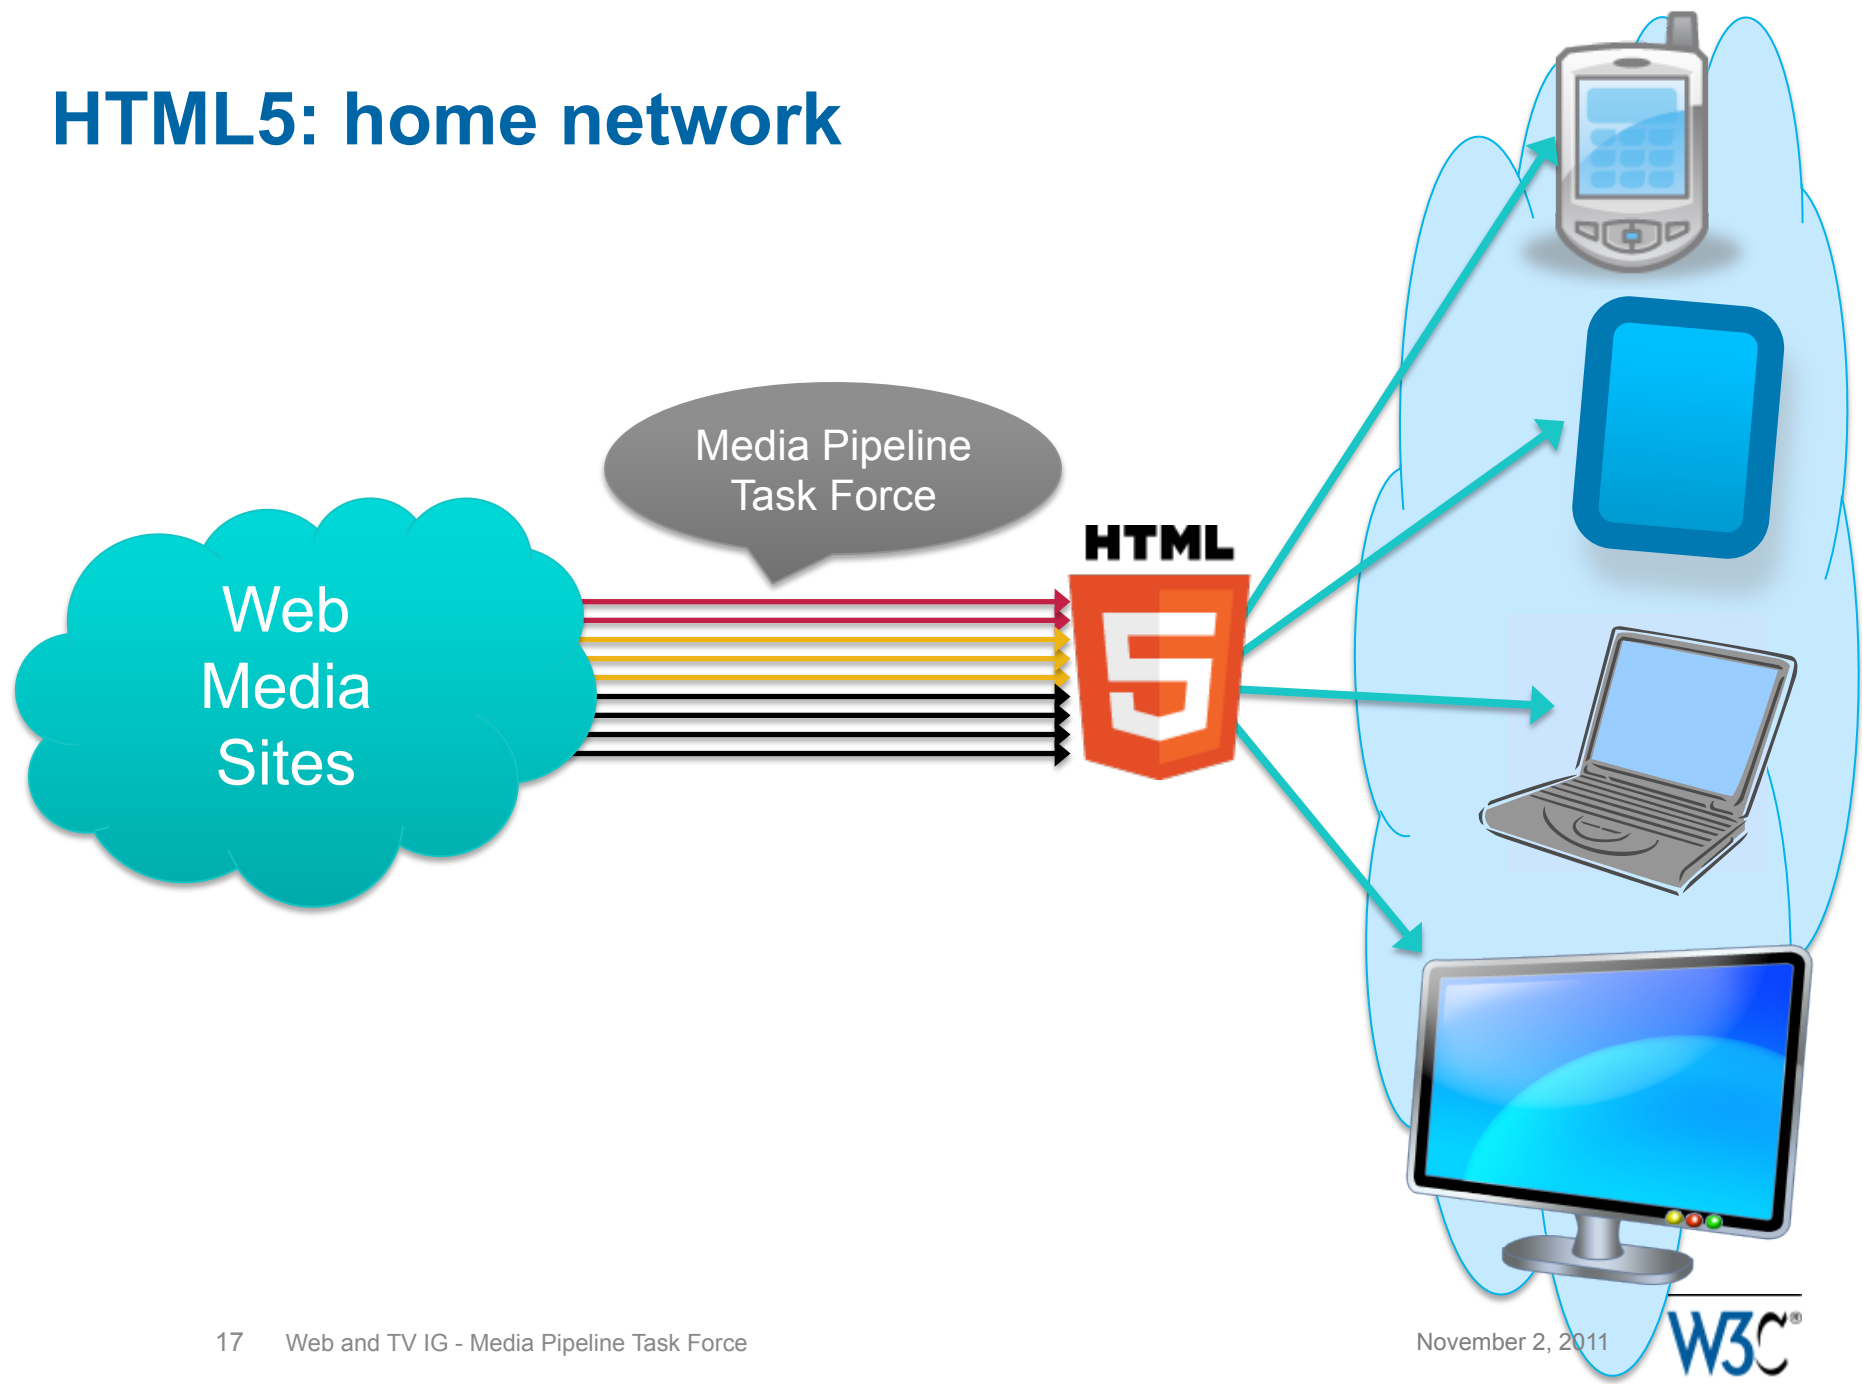 HTML5: home network
Media Pipeline
Task Force
HTML
5
Web
Media
Sites
17 Web and TV IG - Media Pipeline Task Force
November 2, 2011
W3C®